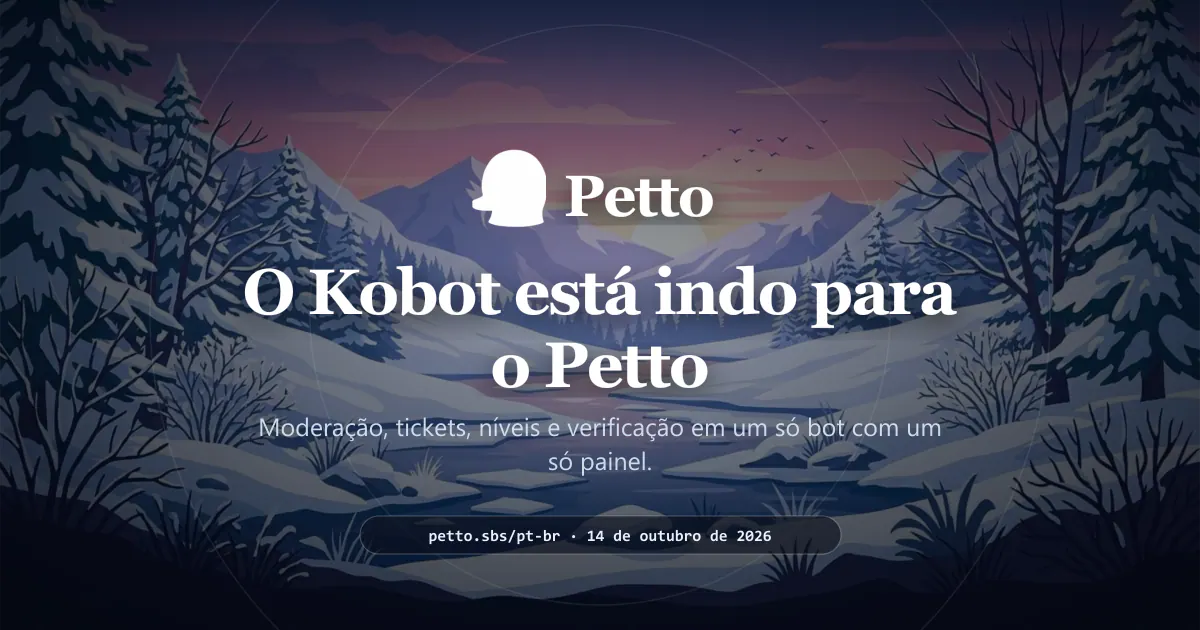 Petto
O Kobot está indo para
o Petto
Moderação, tickets, níveis e verificação em um só bot com um
só painel.
petto.sbs/pt-br · 14 de outubro de 2026